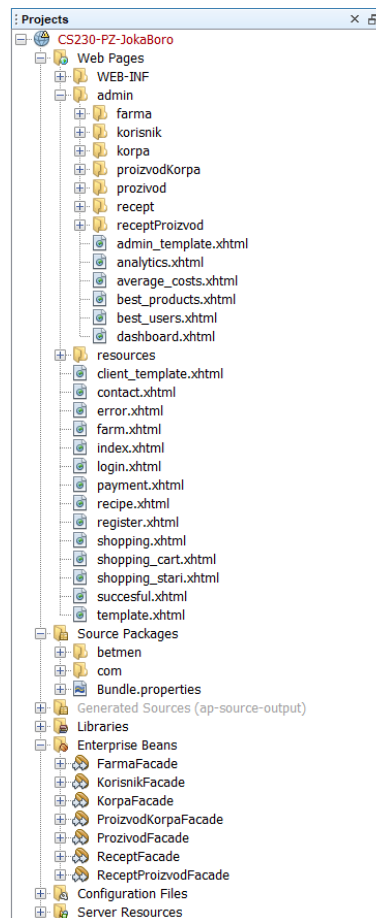 Projects
CS230-PZ-JokaBoro
Web Pages
WEB-INF
admin
farma
korisnik
korpa
proizvodKorpa
prozivod
recept
receptProizvod
admin_template.xhtml
analytics.xhtml
average_costs.xhtml
best_products.xhtml
best_users.xhtml
dashboard.xhtml
resources
client_template.xhtml
contact.xhtml
error.xhtml
farm.xhtml
index.xhtml
login.xhtml
payment.xhtml
recipe.xhtml
register.xhtml
shopping.xhtml
shopping_cart.xhtml
shopping_stari.xhtml
succesful.xhtml
template.xhtml
Source Packages
betmen
com
Bundle.properties
Generated Sources (ap-source-output)
Libraries
Enterprise Beans
FarmaFacade
KorisnikFacade
KorpaFacade
ProizvodKorpaFacade
ProzivodFacade
ReceptFacade
ReceptProizvodFacade
Configuration Files
Server Resources